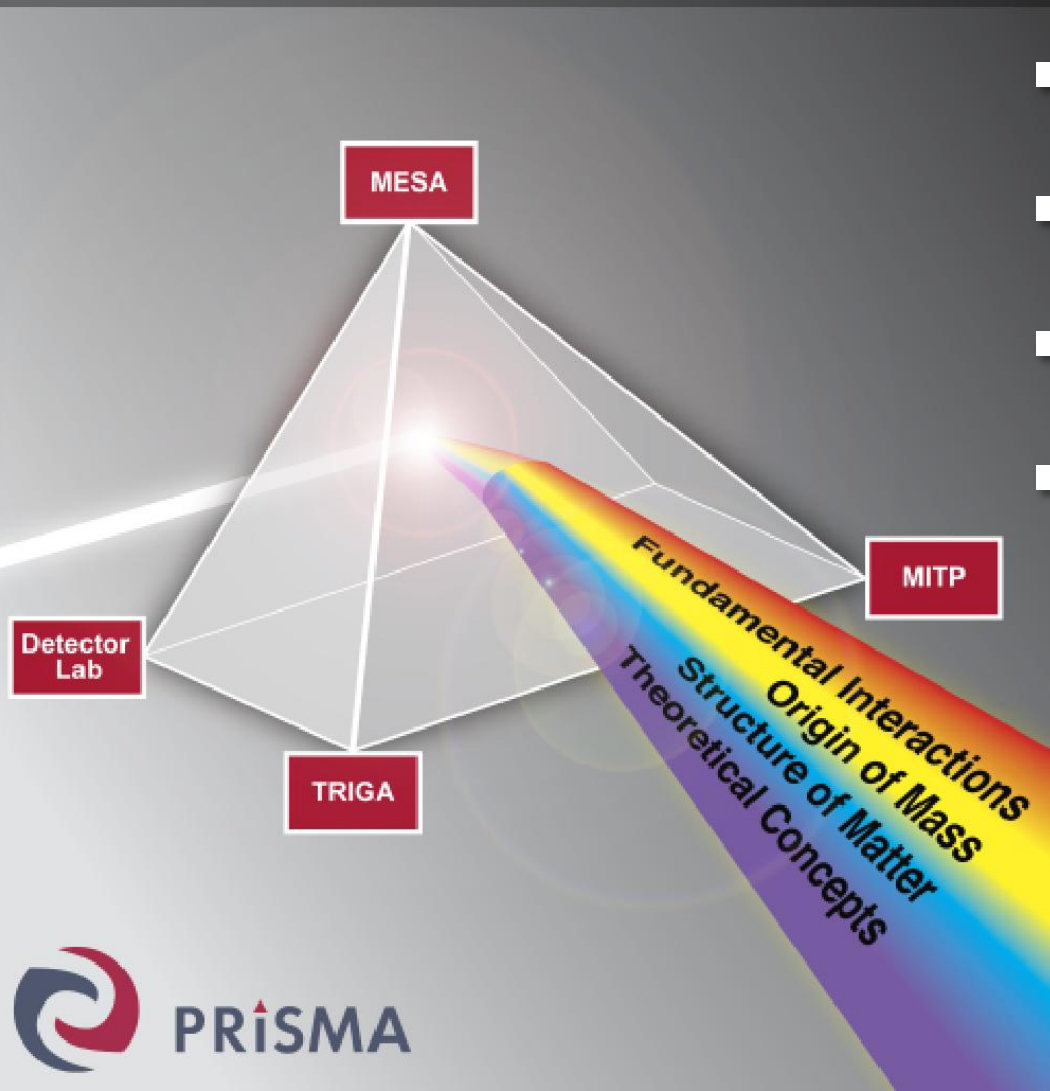 MESA
MITP
Detector
Lab
TRIGA
Fundamental Interactions
Origin of Mass
Structure of Matter
Theoretical Concepts
PRiSMA